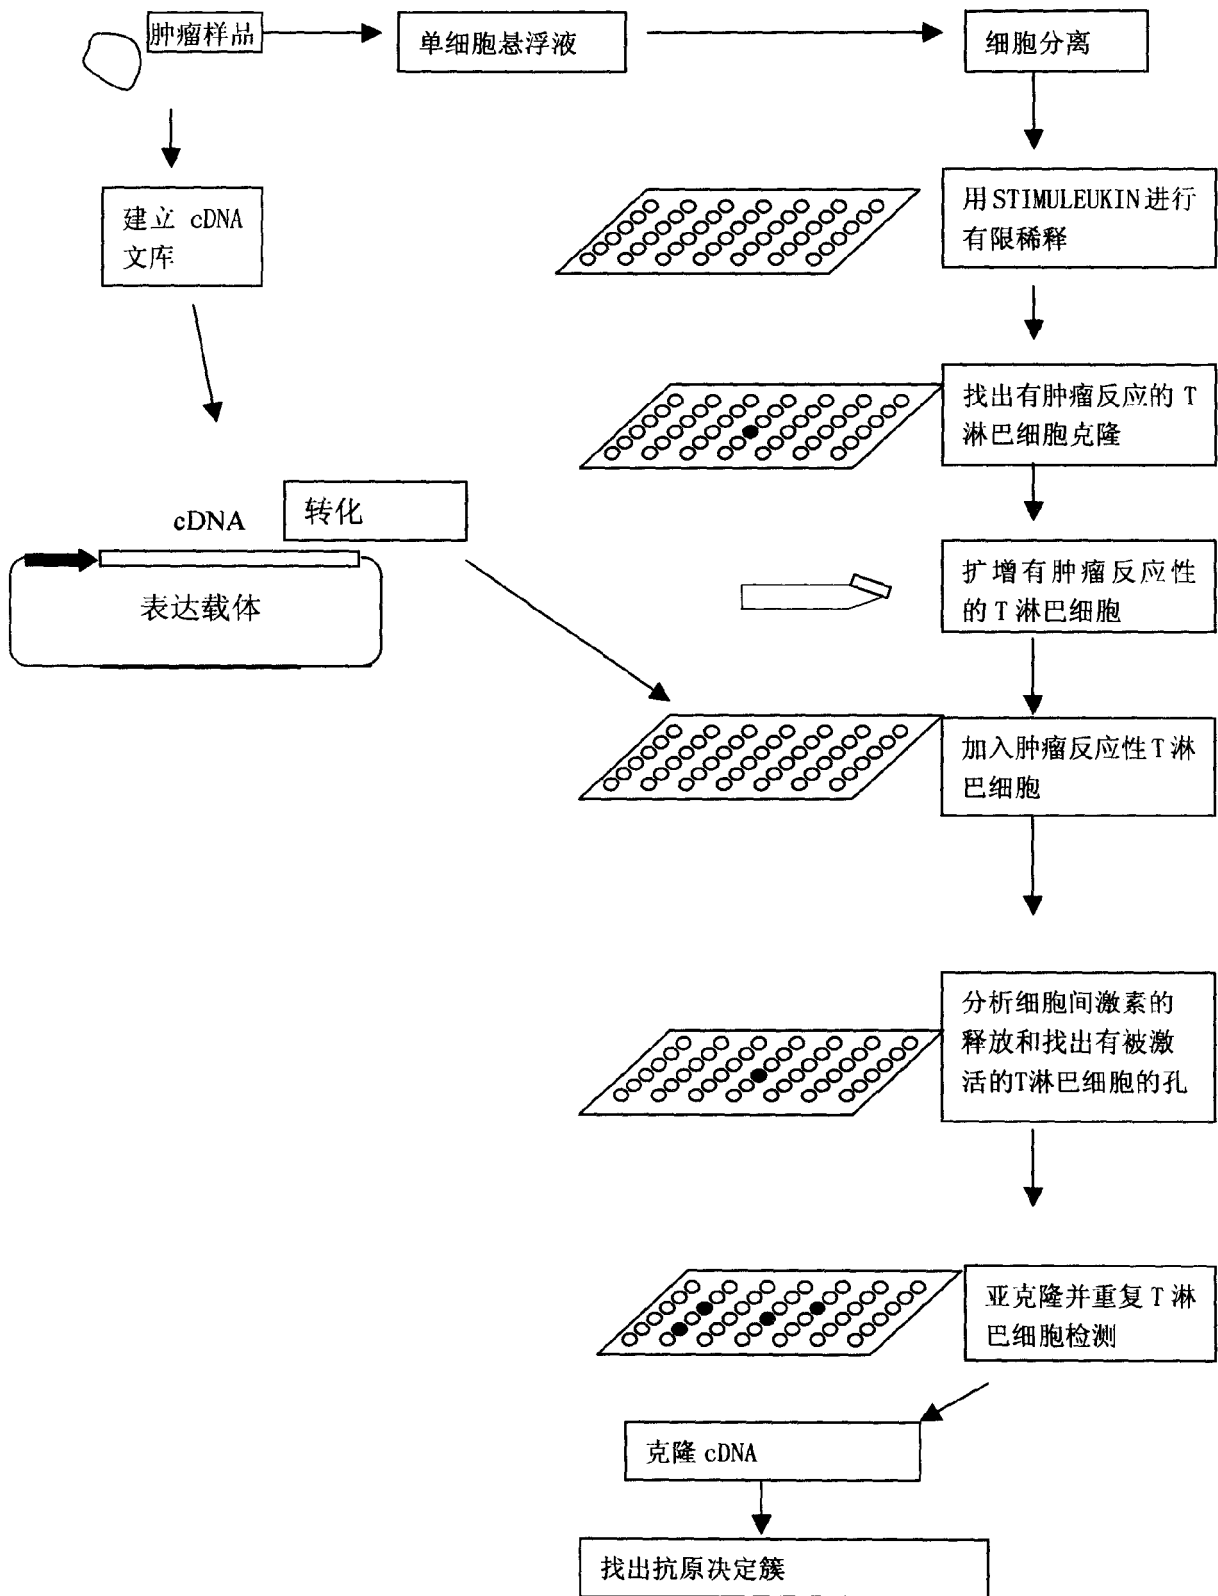 肿瘤样品
单细胞悬浮液
细胞分离
建立 cDNA
文库
用STIMULEUKIN进行
有限稀释
找出有肿瘤反应的 T
淋巴细胞克隆
转化
cDNA
表达载体
扩增有肿瘤反应性
的 T 淋巴细胞
加入肿瘤反应性 T 淋
巴细胞
分析细胞间激素的
释放和找出有被激
活的T淋巴细胞的孔
亚克隆并重复 T 淋
巴细胞检测
克隆 cDNA
找出抗原决定簇